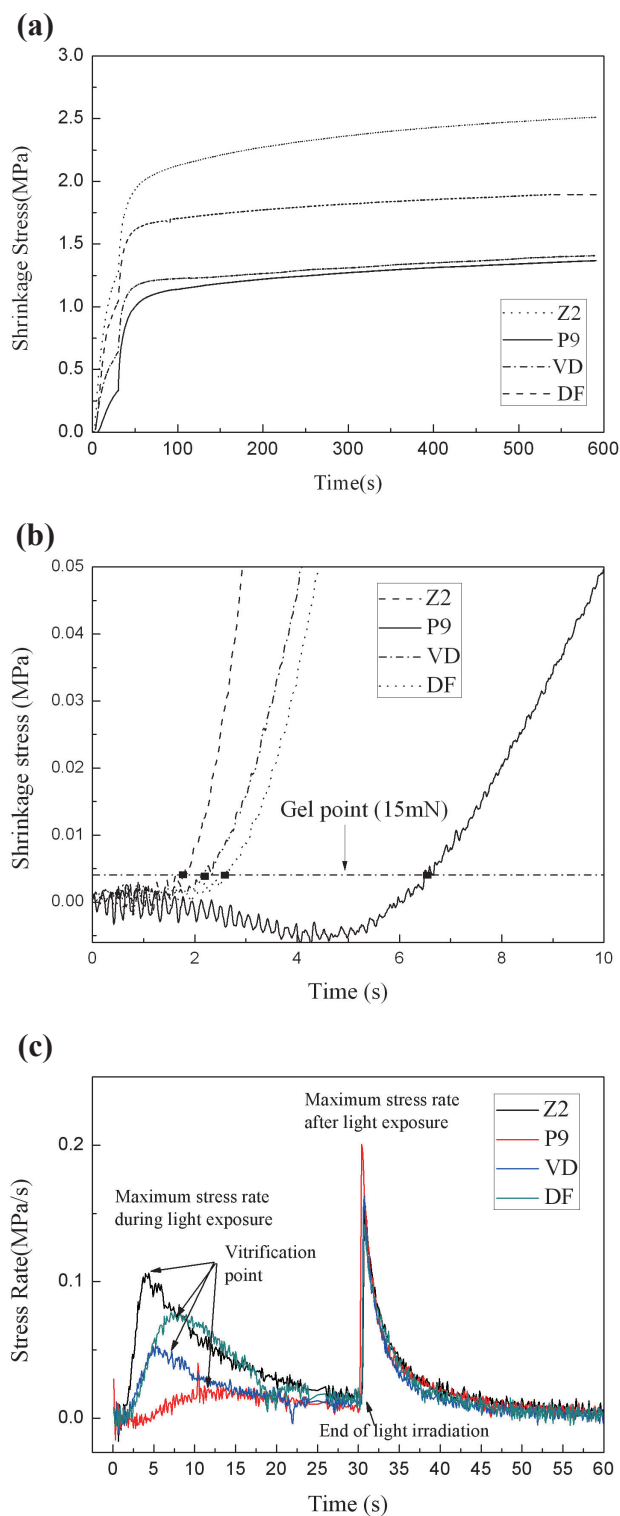 (a)
3.0
2.5
2.0
1.5
1.0
0.5
0.0
Shrinkage Stress(MPa)
Z2
P9
VD
DF
0 100 200 300 400 500 600
Time(s)
(b)
0.05
0.04
0.03
0.02
0.01
0.00
Shrinkage stress (MPa)
Z2
P9
VD
DF
Gel point (15mN)
0 2 4 6 8 10
Time (s)
(c)
0.2
0.1
0.0
Stress Rate(MPa/s)
Maximum stress rate
after light exposure
Z2
P9
VD
DF
Maximum stress rate
during light exposure
Vitrification
point
End of light irradiation
0 5 10 15 20 25 30 35 40 45 50 55 60
Time (s)